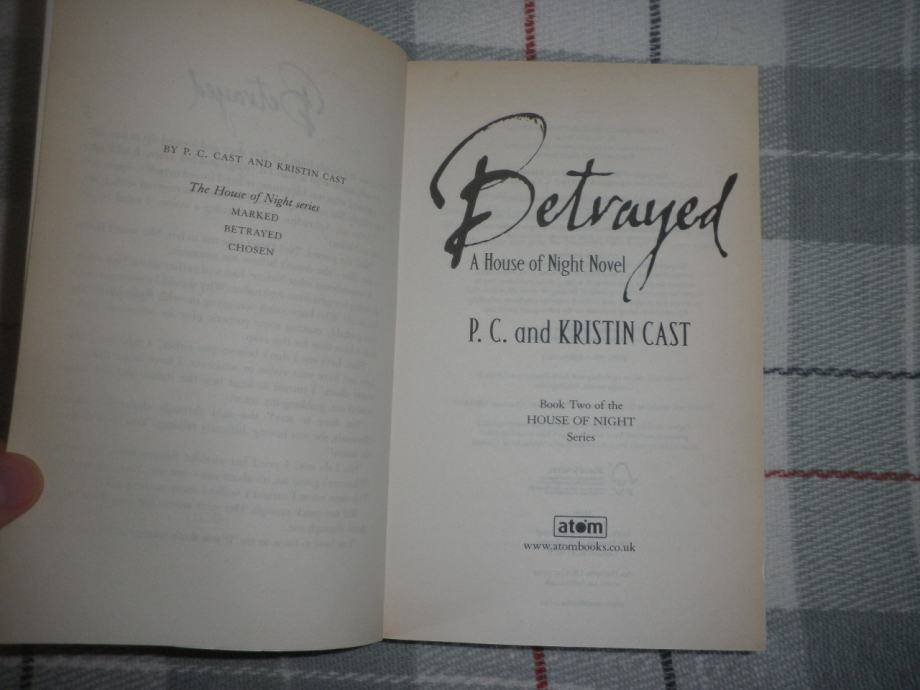 BY P. C. CAST AND KRISTIN CAST
The House of Night series
MARKED
BETRAYED
CHOSEN
Betrayed
A House of Night Novel
P. C. and KRISTIN CAST
Book Two of the
HOUSE OF NIGHT
Series
atom
www.atombooks.co.uk